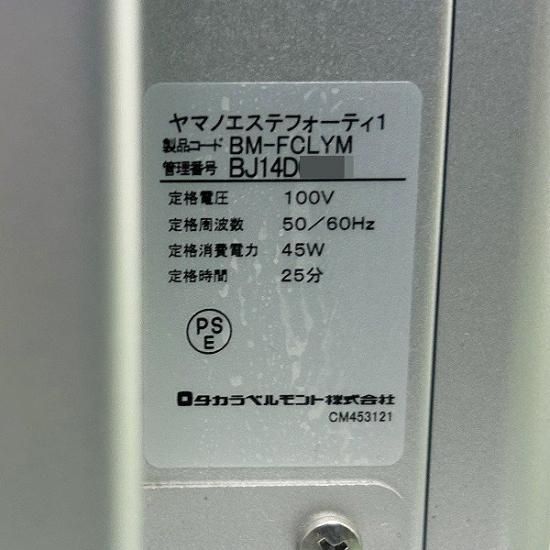 ヤマノエステフォーティ1
製品コード BM-FCLYM
管理番号 BJ14D
定格電圧 100V
定格周波数 50／60Hz
定格消費電力 45W
定格時間 25分
PS
E
タカラベルモント株式会社
CM453121